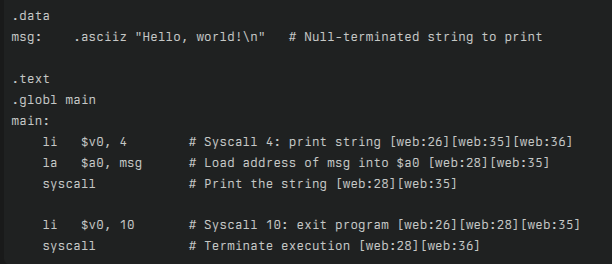 .data
msg:    .asciiz "Hello, world!\n"   # Null-terminated string to print
.text
.globl main
main:
    li   $v0, 4        # Syscall 4: print string [web:26][web:35][web:36]
    la   $a0, msg      # Load address of msg into $a0 [web:28][web:35]
    syscall            # Print the string [web:28][web:35]
    li   $v0, 10       # Syscall 10: exit program [web:26][web:28][web:35]
    syscall            # Terminate execution [web:28][web:36]